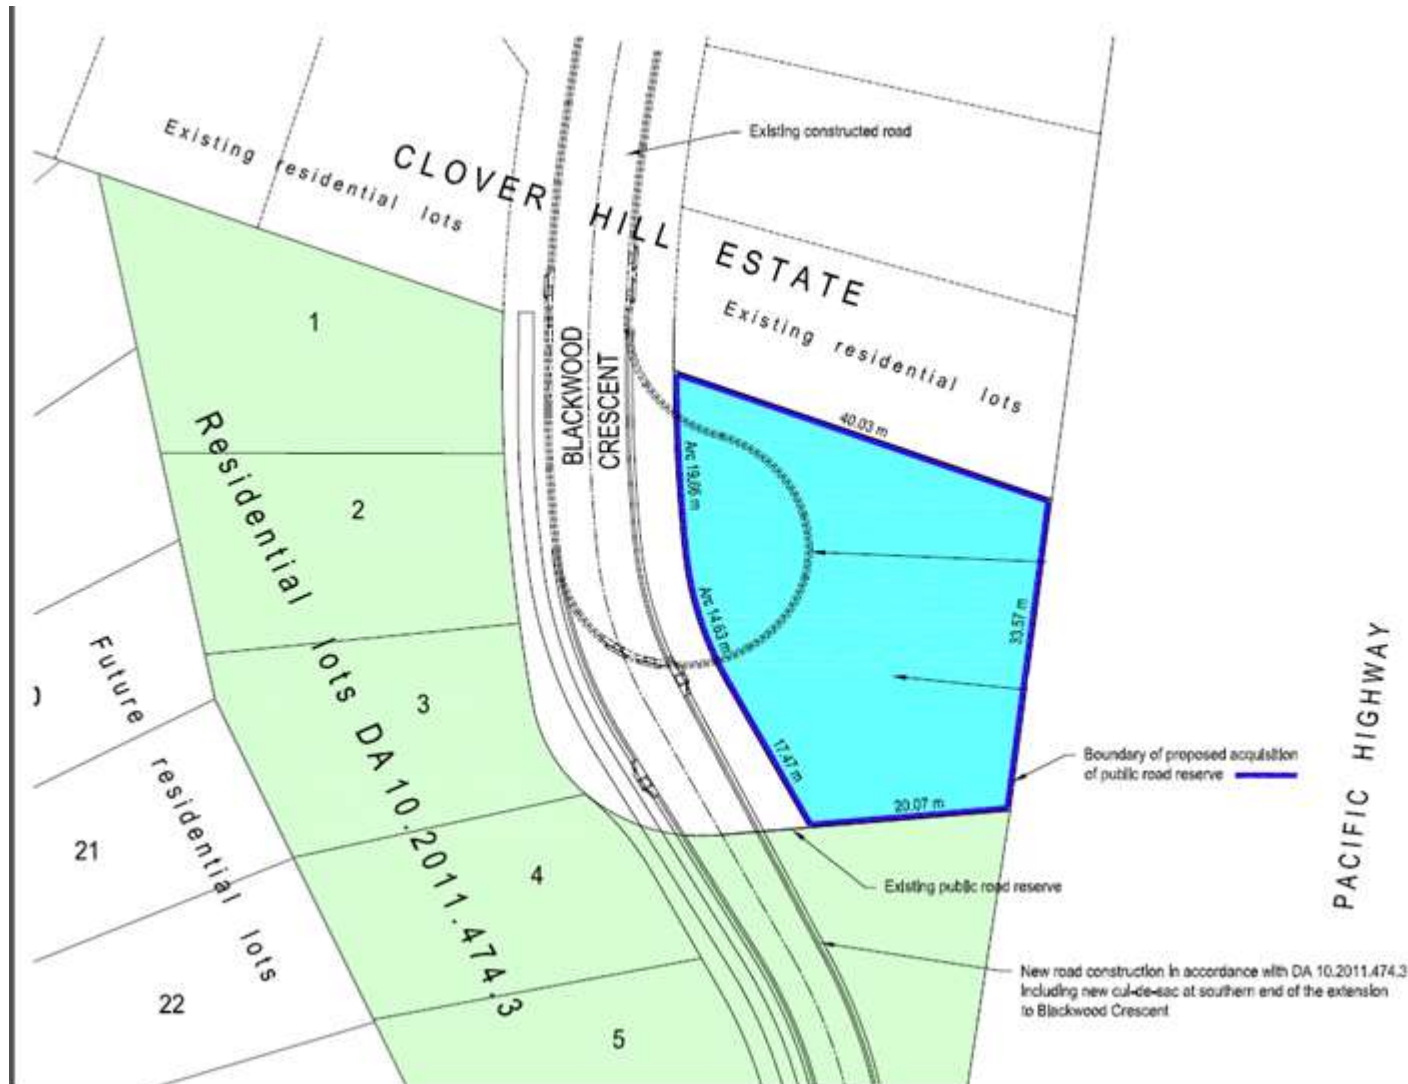 Existing constructed road
CLOVER HILL ESTATE
Existing residential lots
Existing residential lots
BLACKWOOD
CRESCENT
1
2
3
4
5
40.03 m
Arc 19.66 m
Arc 14.63 m
33.57 m
17.47 m
20.07 m
Residential lots DA 10.2011.474.3
Future residential lots
21
22
PACIFIC HIGHWAY
Boundary of proposed acquisition
of public road reserve
Existing public road reserve
New road construction in accordance with DA 10.2011.474.3
including new cul-de-sac at southern end of the extension
to Blackwood Crescent